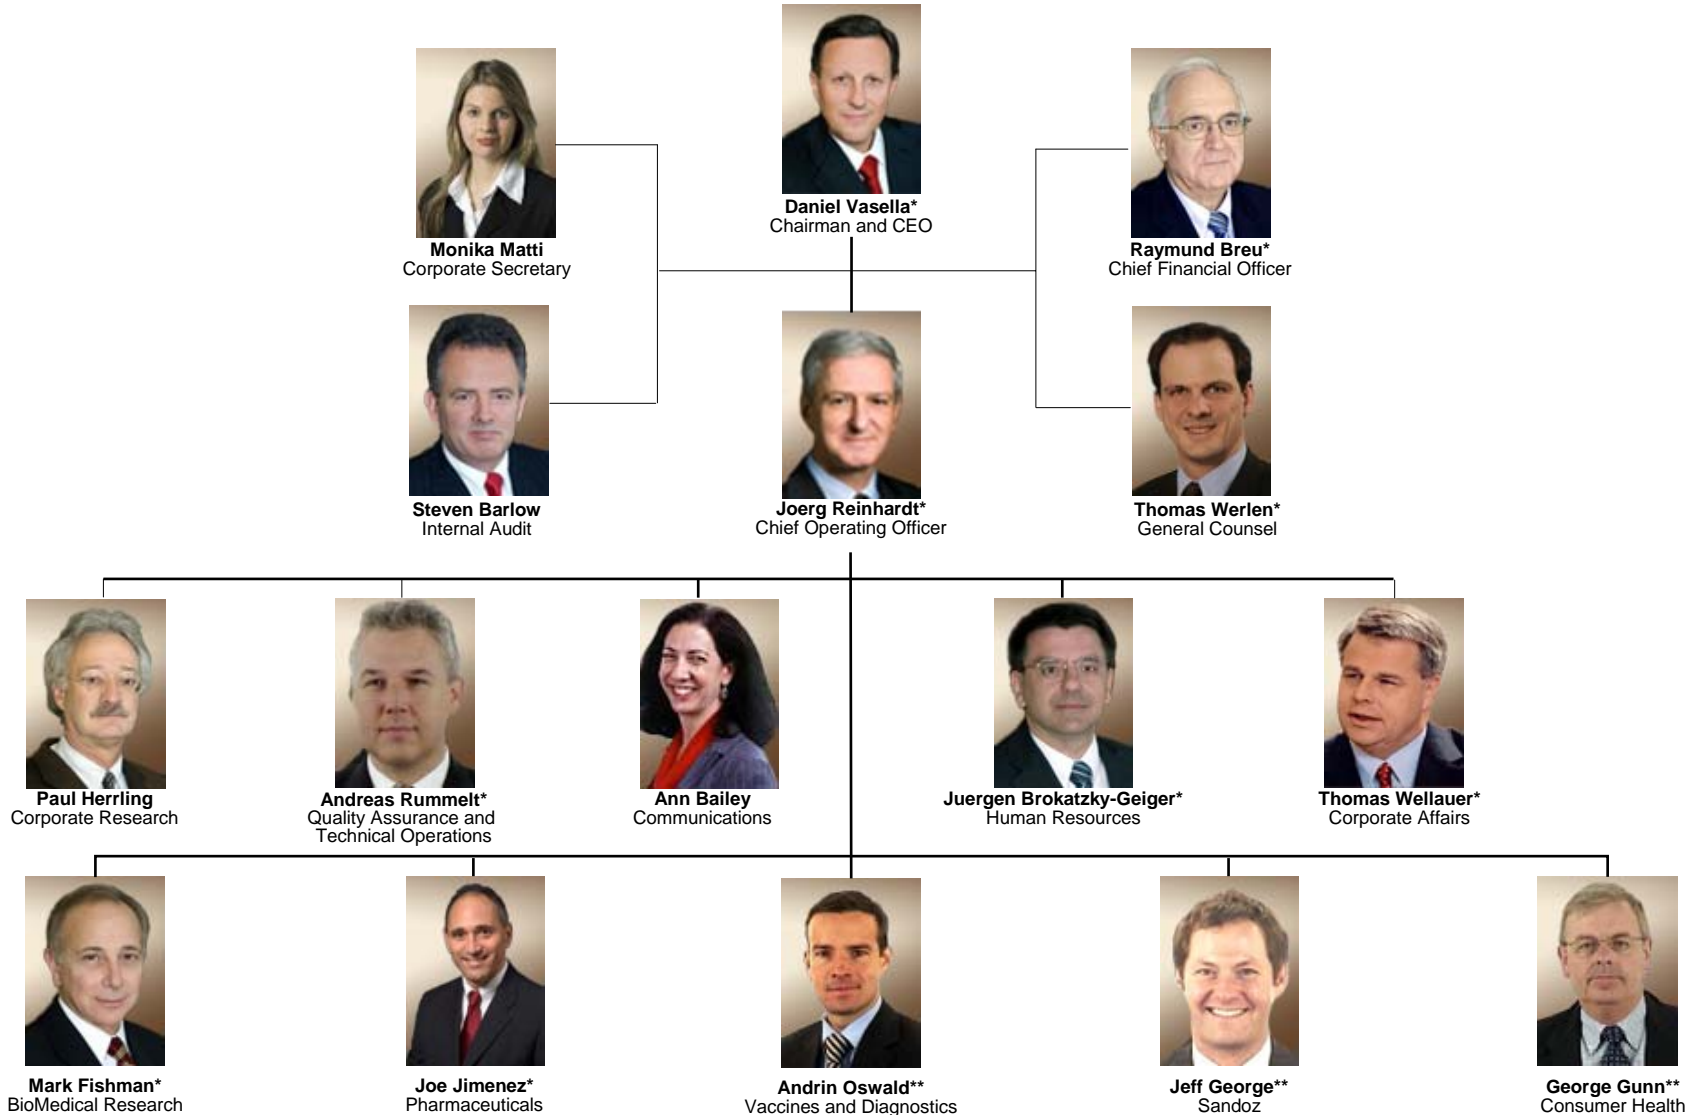 Daniel Vasella*
Chairman and CEO
Monika Matti
Corporate Secretary
Raymund Breu*
Chief Financial Officer
Steven Barlow
Internal Audit
Joerg Reinhardt*
Chief Operating Officer
Thomas Werlen*
General Counsel
Paul Herrling
Corporate Research
Andreas Rummelt*
Quality Assurance and
Technical Operations
Ann Bailey
Communications
Juergen Brokatzky-Geiger*
Human Resources
Thomas Wellauer*
Corporate Affairs
Mark Fishman*
BioMedical Research
Joe Jimenez*
Pharmaceuticals
Andrin Oswald**
Vaccines and Diagnostics
Jeff George**
Sandoz
George Gunn**
Consumer Health